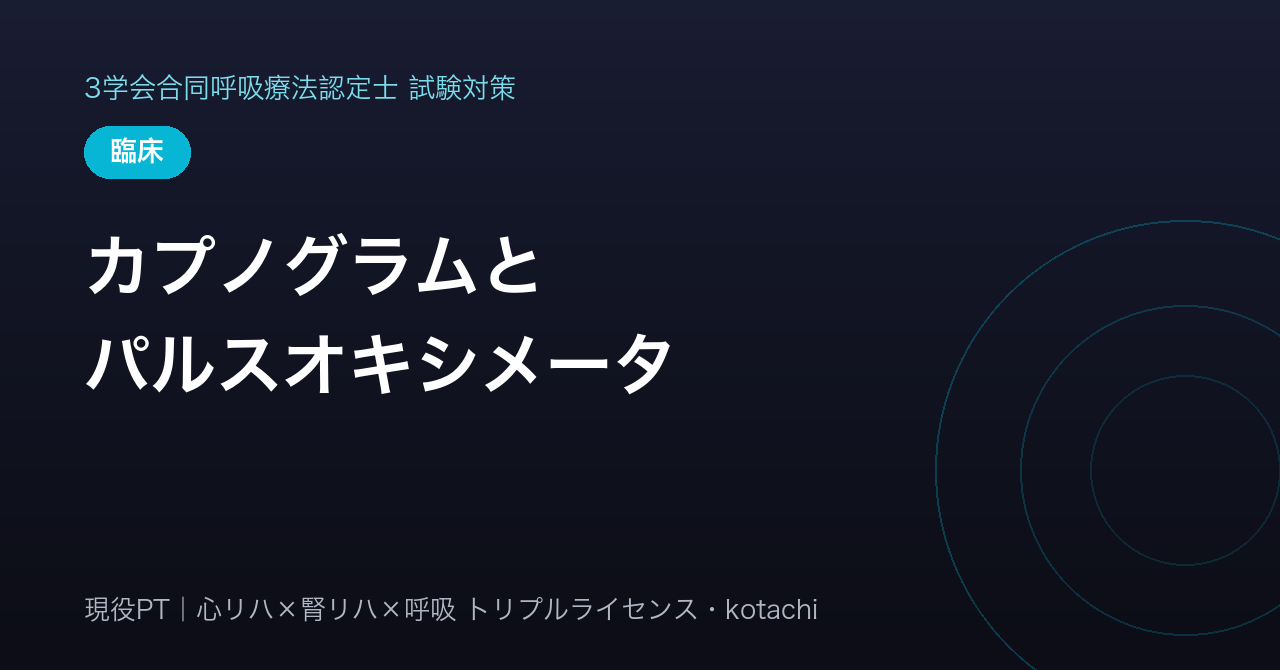 3学会合同呼吸療法認定士 試験対策
臨床
カプノグラムと
パルスオキシメータ
現役PT｜心リハ×腎リハ×呼吸 トリプルライセンス・kotachi